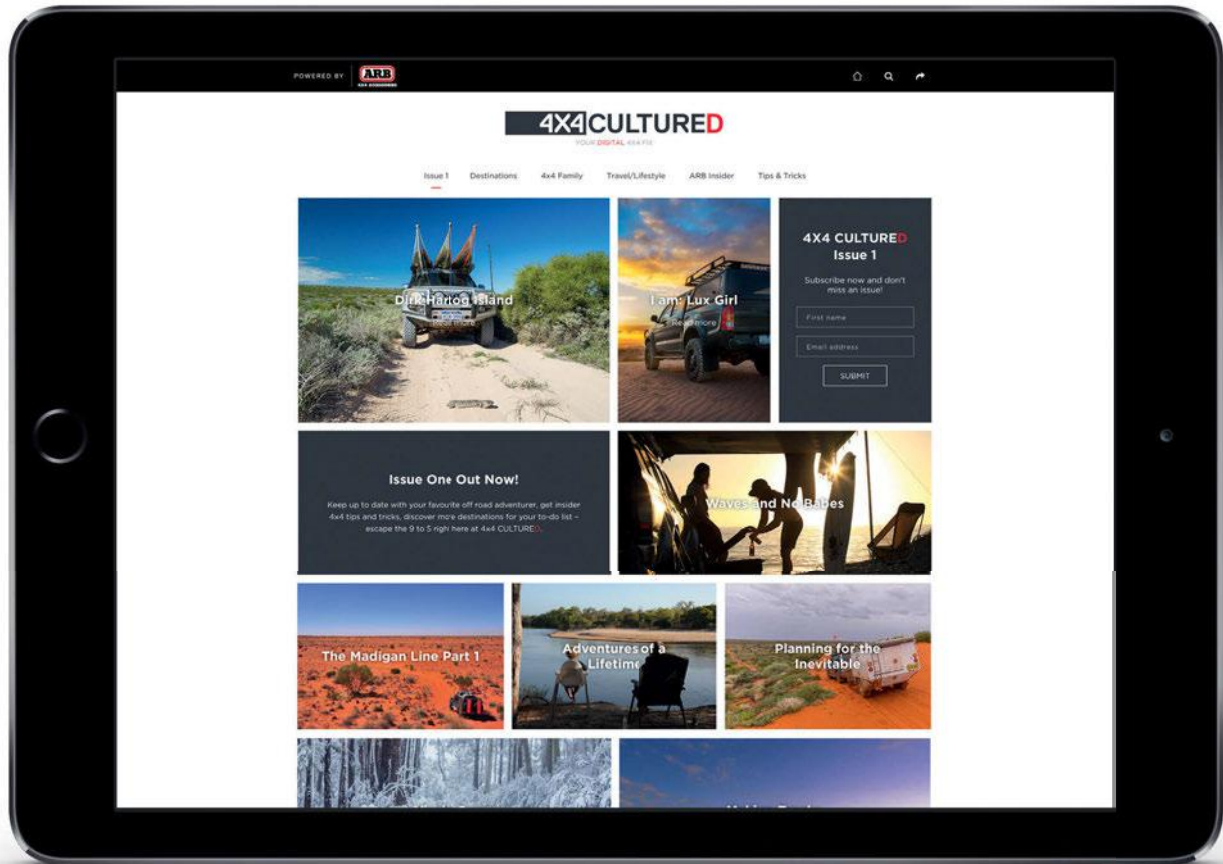 POWERED BY
ARB
4X4 ACCESSORIES
4X4 CULTURED
YOUR DIGITAL 4X4 FIX
Issue 1 Destinations 4x4 Family Travel/Lifestyle ARB Insider Tips & Tricks
Dirk Hartog Island
Read more
I am: Lux Girl
Read more
4X4 CULTURED
Issue 1
Subscribe now and don't
miss an issue!
First name
Email address
SUBMIT
Issue One Out Now!
Keep up to date with your favourite off road adventurer, get insider
4x4 tips and tricks, discover more destinations for your to-do list –
escape the 9 to 5 righ here at 4x4 CULTURED.
Waves and No Babes
The Madigan Line Part 1
Adventures of a
Lifetime
Planning for the
Inevitable